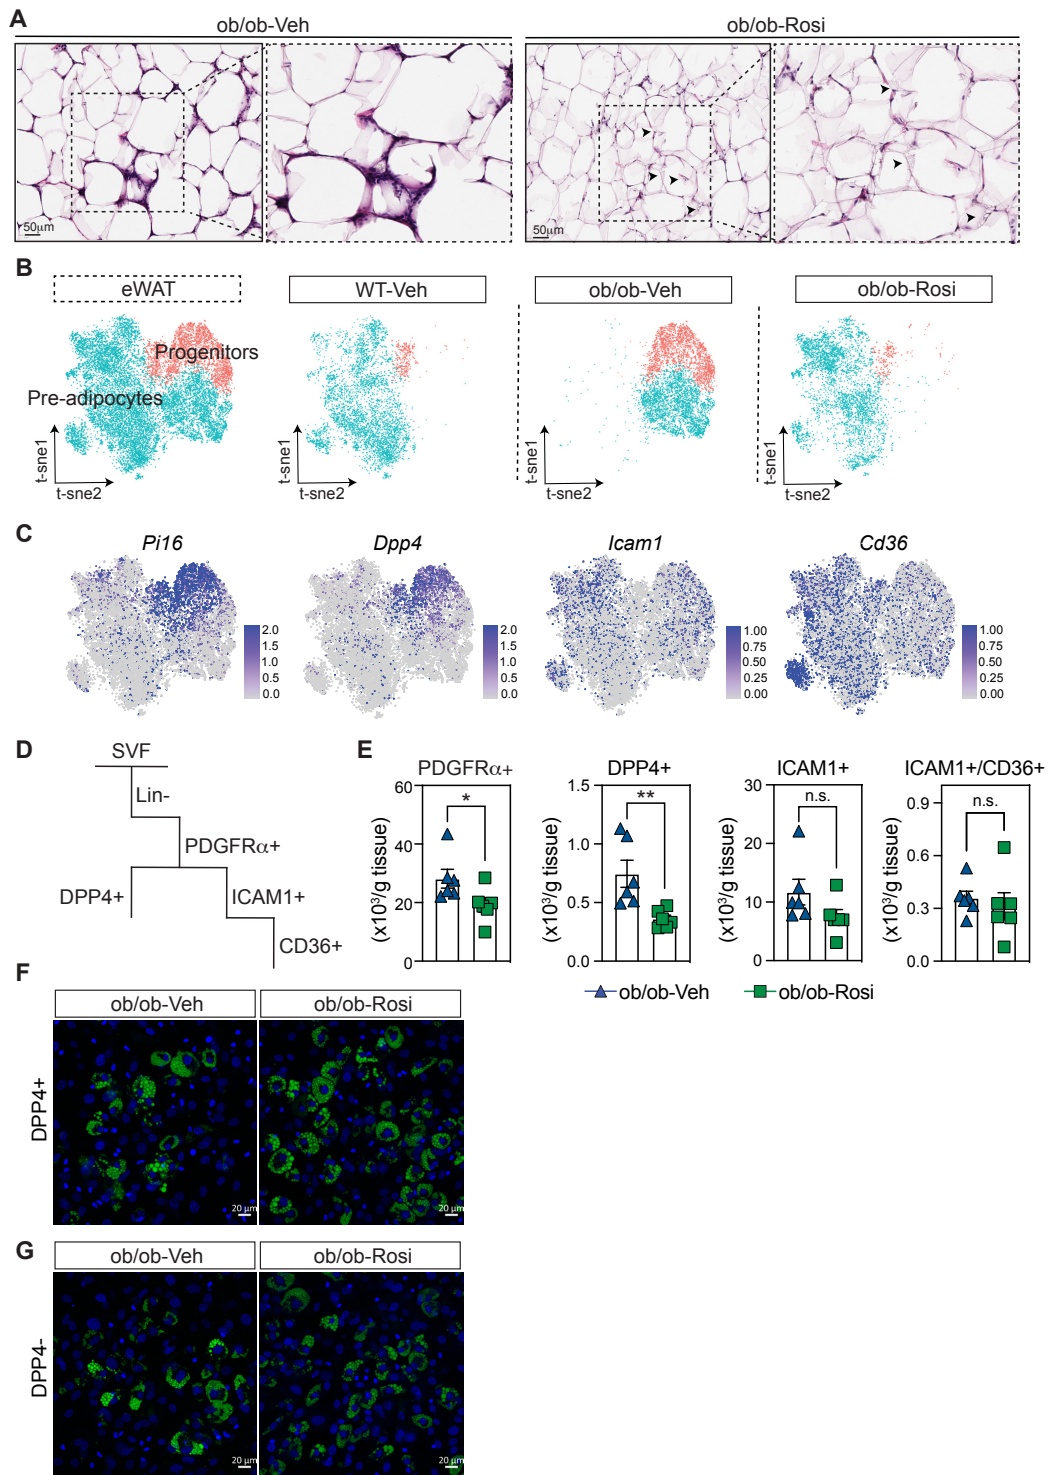 A
ob/ob-Veh
ob/ob-Rosi
50μm
50μm
B
eWAT
WT-Veh
ob/ob-Veh
ob/ob-Rosi
Progenitors
Pre-adipocytes
t-sne1
t-sne2
t-sne1
t-sne2
t-sne1
t-sne2
t-sne1
t-sne2
C
Pi16
Dpp4
Icam1
Cd36
2.0
1.5
1.0
0.5
0.0
2.0
1.5
1.0
0.5
0.0
1.00
0.75
0.50
0.25
0.00
1.00
0.75
0.50
0.25
0.00
D
SVF
Lin-
PDGFRα+
DPP4+
ICAM1+
CD36+
E
PDGFRα+
(x10³/g tissue)
60
40
20
0
*
DPP4+
(x10³/g tissue)
1.5
1.0
0.5
0.0
**
ICAM1+
(x10³/g tissue)
30
20
10
0
n.s.
ICAM1+/CD36+
(x10³/g tissue)
0.9
0.6
0.3
0.0
n.s.
ob/ob-Veh
ob/ob-Rosi
F
ob/ob-Veh
ob/ob-Rosi
DPP4+
20 μm
20 μm
G
ob/ob-Veh
ob/ob-Rosi
DPP4-
20 μm
20 μm